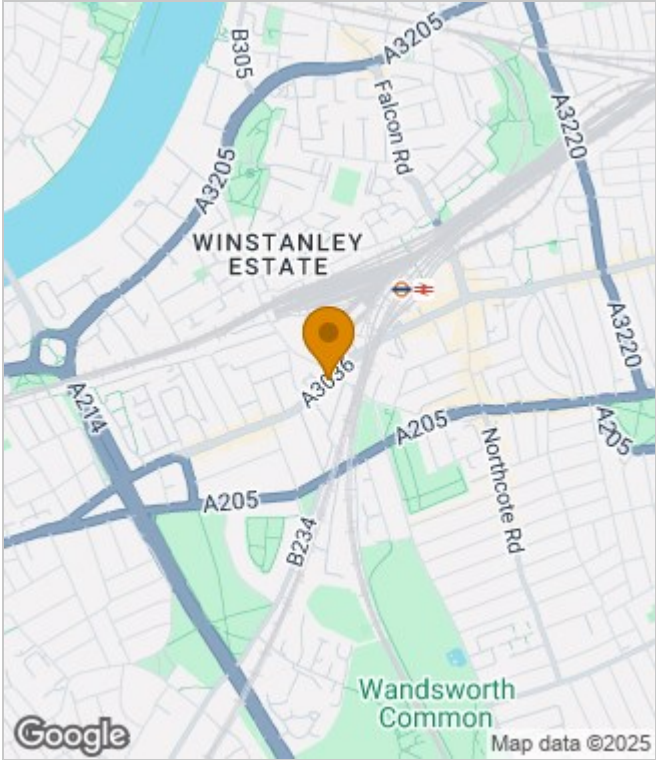 B305
A3205
Falcon Rd
A3220
A3205
WINSTANLEY
ESTATE
A3220
A3036
A214
A205
A205
Northcote Rd
A205
B234
Wandsworth
Common
Google
Map data ©2025